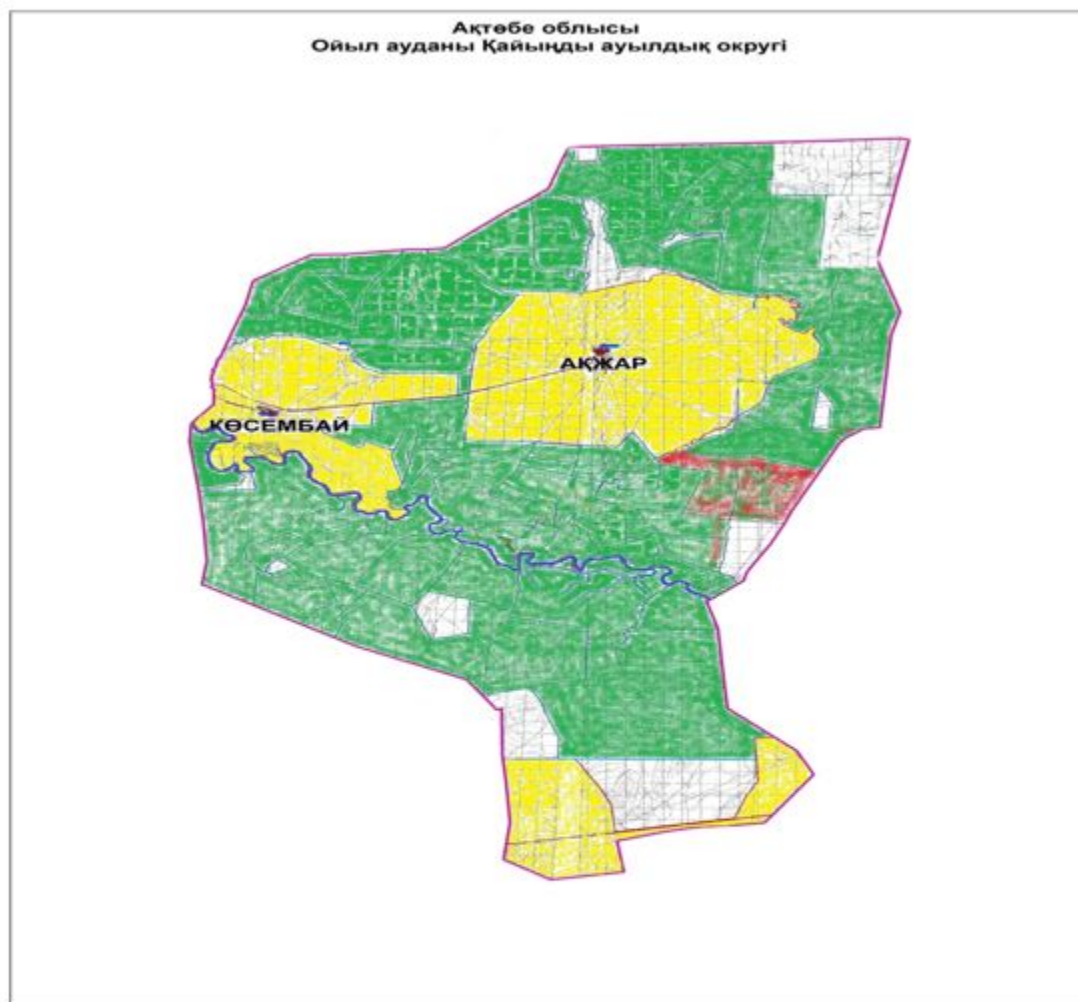 Ақтөбе облысы
Ойыл ауданы Қайыңды ауылдық округі
АҚЖАР
КӨСЕМБАЙ